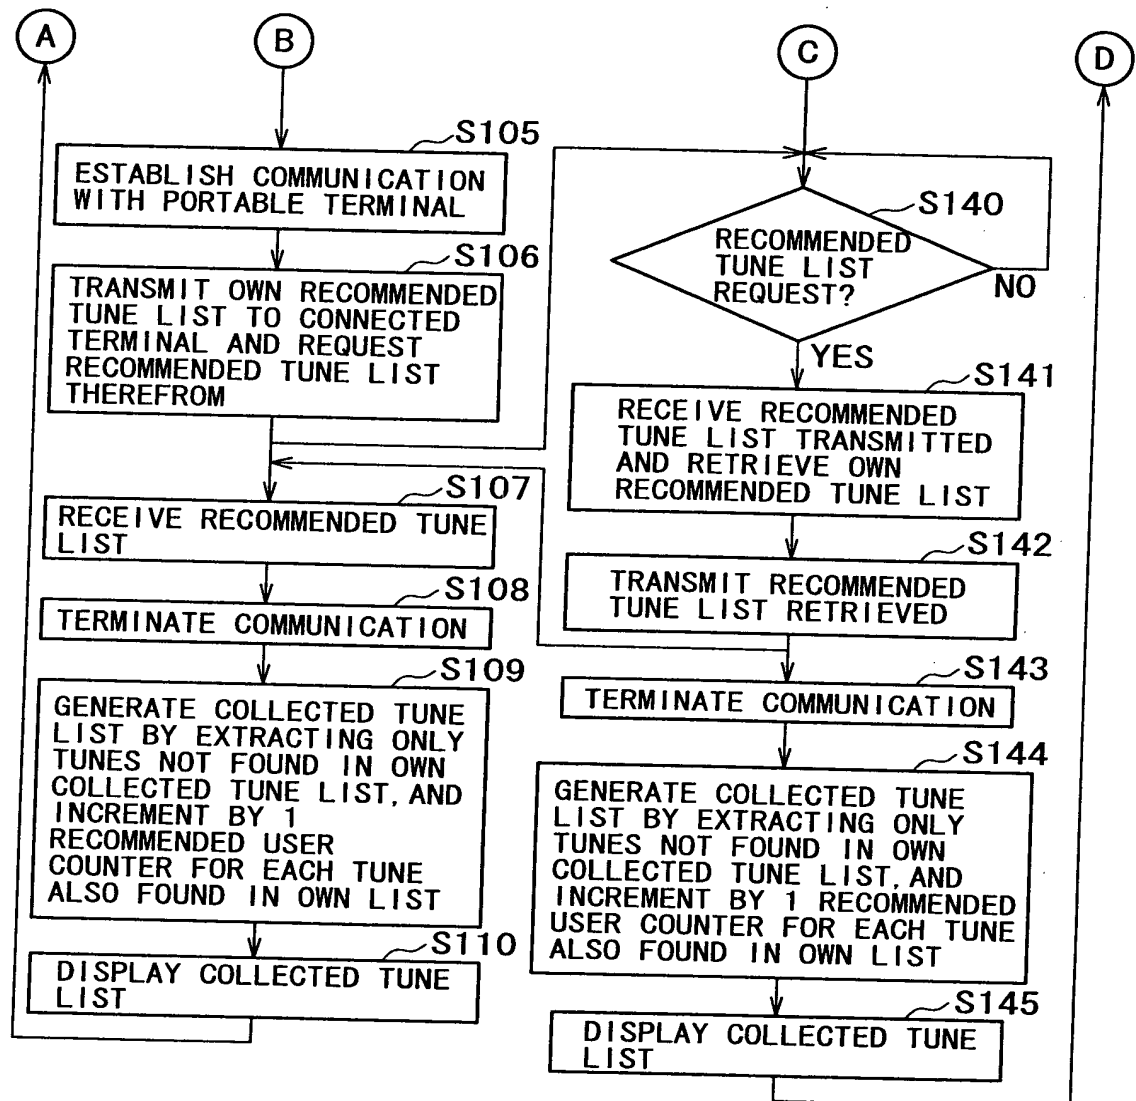 A
B
S105
ESTABLISH COMMUNICATION
WITH PORTABLE TERMINAL
S106
TRANSMIT OWN RECOMMENDED
TUNE LIST TO CONNECTED
TERMINAL AND REQUEST
RECOMMENDED TUNE LIST
THEREFROM
S107
RECEIVE RECOMMENDED TUNE
LIST
S108
TERMINATE COMMUNICATION
S109
GENERATE COLLECTED TUNE
LIST BY EXTRACTING ONLY
TUNES NOT FOUND IN OWN
COLLECTED TUNE LIST, AND
INCREMENT BY 1
RECOMMENDED USER
COUNTER FOR EACH TUNE
ALSO FOUND IN OWN LIST
S110
DISPLAY COLLECTED TUNE
LIST
C
D
S140
RECOMMENDED
TUNE LIST
REQUEST?
NO
YES
S141
RECEIVE RECOMMENDED
TUNE LIST TRANSMITTED
AND RETRIEVE OWN
RECOMMENDED TUNE LIST
S142
TRANSMIT RECOMMENDED
TUNE LIST RETRIEVED
S143
TERMINATE COMMUNICATION
S144
GENERATE COLLECTED TUNE
LIST BY EXTRACTING ONLY
TUNES NOT FOUND IN OWN
COLLECTED TUNE LIST, AND
INCREMENT BY 1 RECOMMENDED
USER COUNTER FOR EACH TUNE
ALSO FOUND IN OWN LIST
S145
DISPLAY COLLECTED TUNE
LIST